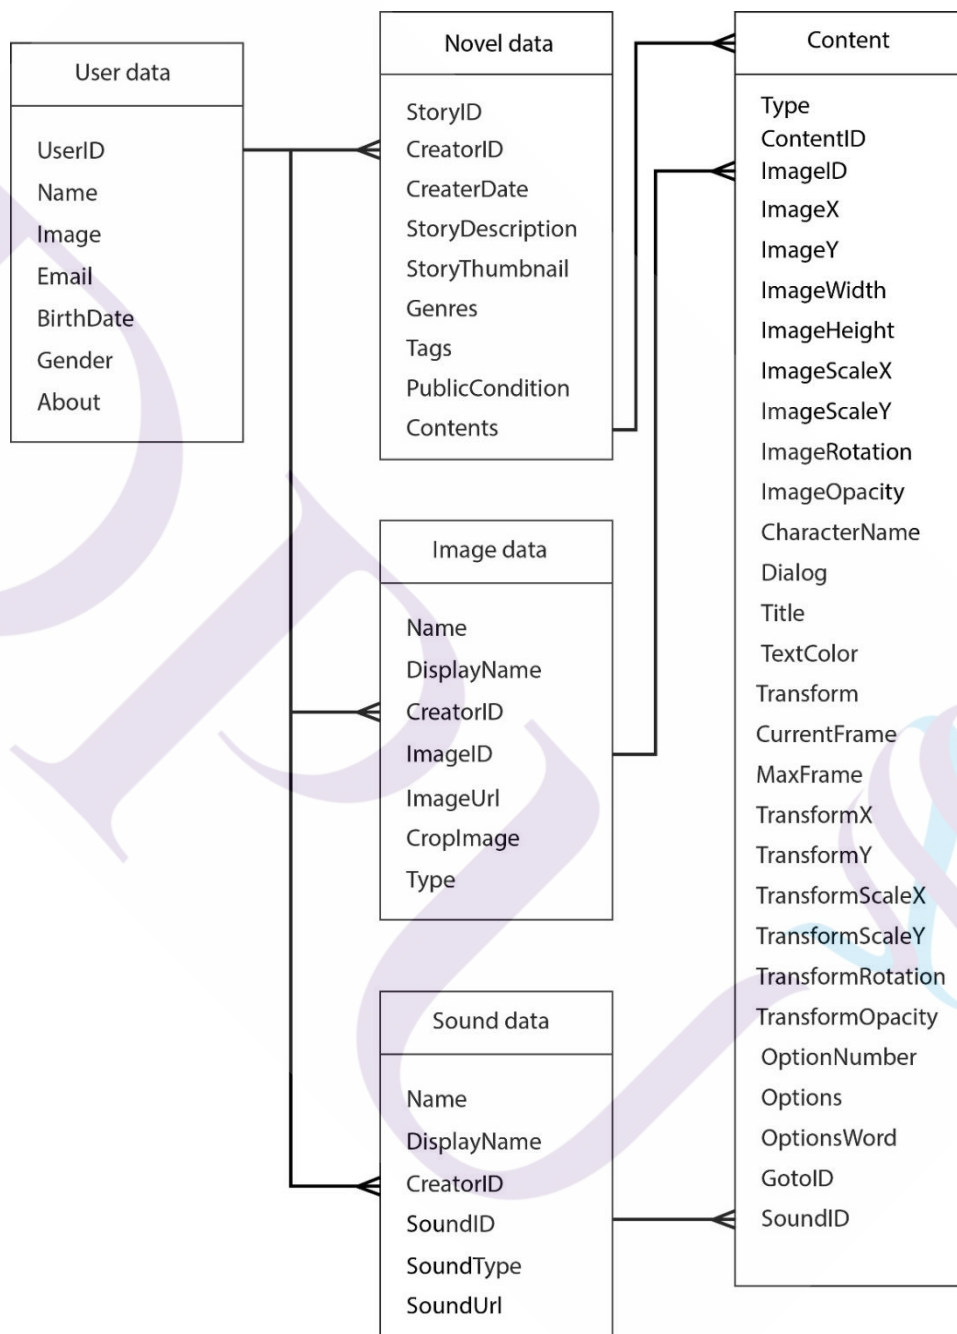 User data
UserID
Name
Image
Email
BirthDate
Gender
About
Novel data
StoryID
CreatorID
CreaterDate
StoryDescription
StoryThumbnail
Genres
Tags
PublicCondition
Contents
Image data
Name
DisplayName
CreatorID
ImageID
ImageUrl
CropImage
Type
Sound data
Name
DisplayName
CreatorID
SoundID
SoundType
SoundUrl
Content
Type
ContentID
ImageID
ImageX
ImageY
ImageWidth
ImageHeight
ImageScaleX
ImageScaleY
ImageRotation
ImageOpacity
CharacterName
Dialog
Title
TextColor
Transform
CurrentFrame
MaxFrame
TransformX
TransformY
TransformScaleX
TransformScaleY
TransformRotation
TransformOpacity
OptionNumber
Options
OptionsWord
GotoID
SoundID